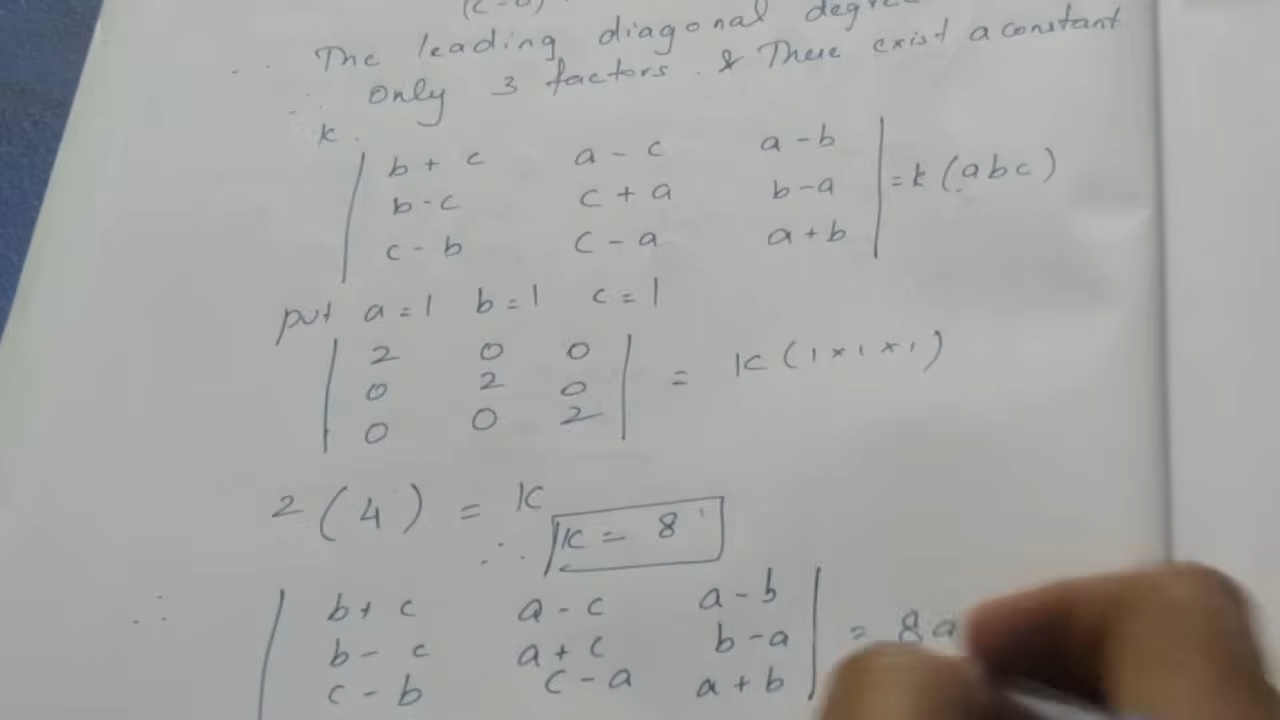 The leading diagonal
only 3 factors. & There exist a constant
k.
b + c a - c a - b
b - c c + a b - a = k (abc)
c - b c - a a + b
put a = 1 b = 1 c = 1
2 0 0
0 2 0 = k (1 × 1 × 1)
0 0 2
2 (4) = k
∴ k = 8
∴ b + c a - c a - b
b - c a + c b - a = 8a
c - b c - a a + b